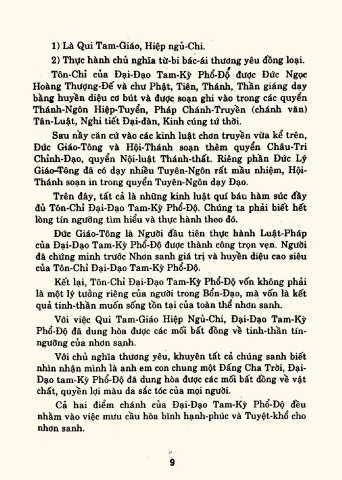 1) Là Qui Tam-Giáo, Hiệp ngủ-Chi.
2) Thực hành chủ nghĩa từ-bi bác-ái thương yêu đồng loại.
Tôn-Chỉ của Đại-Đạo Tam-Kỳ Phổ-Độ được Đức Ngọc
Hoàng Thượng-Đế và chư Phật, Tiên, Thánh, Thần giáng dạy
bằng huyền diệu cơ bút và được soạn ghi vào trong các quyển
Thánh-Ngôn Hiệp-Tuyển, Pháp Chánh-Truyền (chánh văn)
Tân-Luật, Nghi tiết Đại-đàn, Kinh cúng tứ thời.
Sau nầy căn cứ vào các kinh luật chơn truyền vừa kể trên,
Đức Giáo-Tông và Hội-Thánh soạn thêm quyển Châu-Tri
Chỉnh-Đạo, quyển Nội-luật Thánh-thất. Riêng phần Đức Lý
Giáo-Tông đã có dạy nhiều Tuyên-Ngôn rất mầu nhiệm, Hội-
Thánh soạn in trong quyển Tuyên-Ngôn dạy Đạo.
Trên đây, tất cả là những kinh luật quí báu hàm súc đầy
đủ Tôn-Chỉ Đại-Đạo Tam-Kỳ Phổ-Độ. Chúng ta phải biết hết
lòng tín ngưỡng tìm hiểu và thực hành theo đó.
Đức Giáo-Tông là Người đầu tiên thực hành Luật-Pháp
của Đại-Đạo Tam-Kỳ Phổ-Độ được thành công trọn vẹn. Người
đã chứng minh trước Nhơn sanh giá trị và huyền diệu cao siêu
của Tôn-Chỉ Đại-Đạo Tam-Kỳ Phổ-Độ.
Kết lại, Tôn-Chỉ Đại-Đạo Tam-Kỳ Phổ-Độ vốn không phải
là một lý tưởng riêng của người trong Bổn-Đạo, mà vốn là kết
quả tinh-thần muốn sống tồn tại của toàn thể nhơn sanh.
Với việc Qui Tam-Giáo Hiệp Ngủ-Chi, Đại-Đạo Tam-Kỳ
Phổ-Độ đã dung hòa được các mối bất đồng về tinh-thần tín-
ngưỡng của nhơn sanh.
Với chủ nghĩa thương yêu, khuyên tất cả chúng sanh biết
nhìn nhận mình là anh em con chung một Đấng Cha Trời, Đại-
Đạo tam-Kỳ Phổ-Độ đã dung hòa được các mối bất đồng về vật
chất, quyền lợi màu da sắc tóc của mọi người.
Cả hai điểm chánh của Đại-Đạo Tam-Kỳ Phổ-Độ đều
nhằm vào việc mưu cầu hòa bình hạnh-phúc và Tuyệt-khổ cho
nhơn sanh.
9